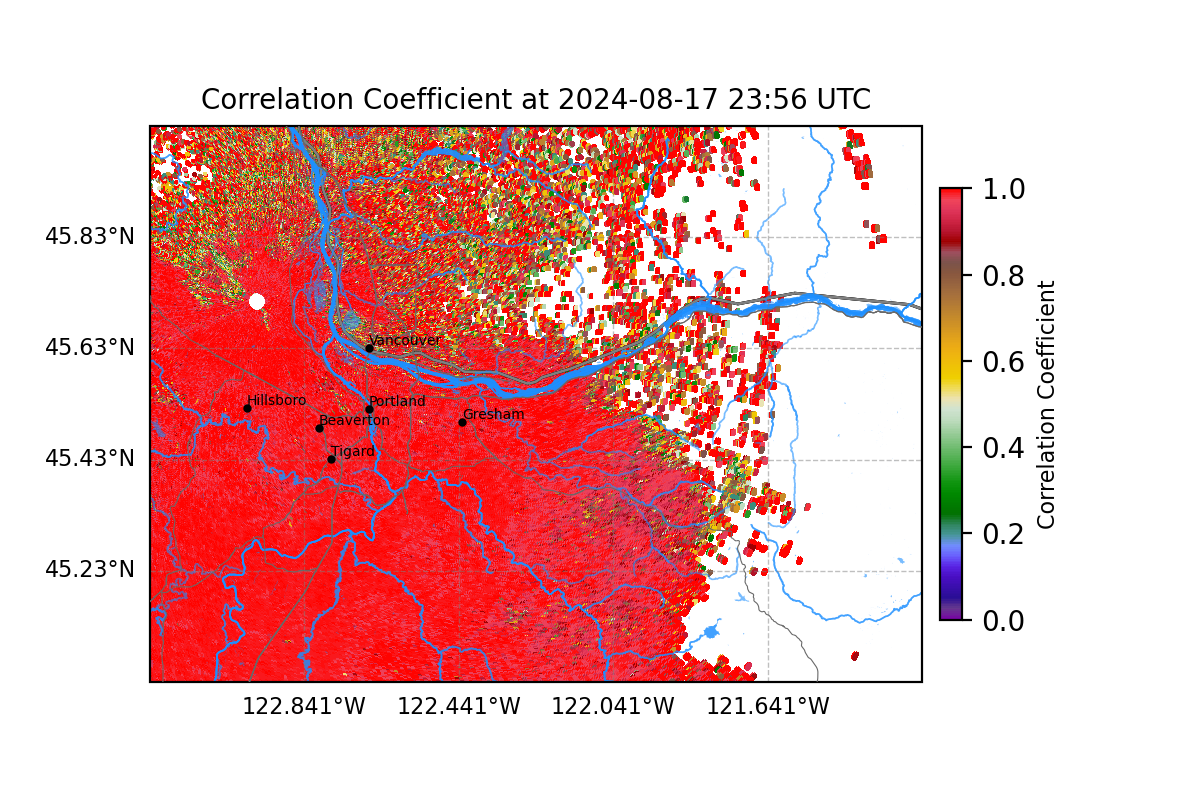 Correlation Coefficient at 2024-08-17 23:56 UTC
45.83°N
45.63°N
45.43°N
45.23°N
122.841°W
122.441°W
122.041°W
121.641°W
Vancouver
Hillsboro
Portland
Beaverton
Gresham
Tigard
1.0
0.8
0.6
0.4
0.2
0.0
Correlation Coefficient